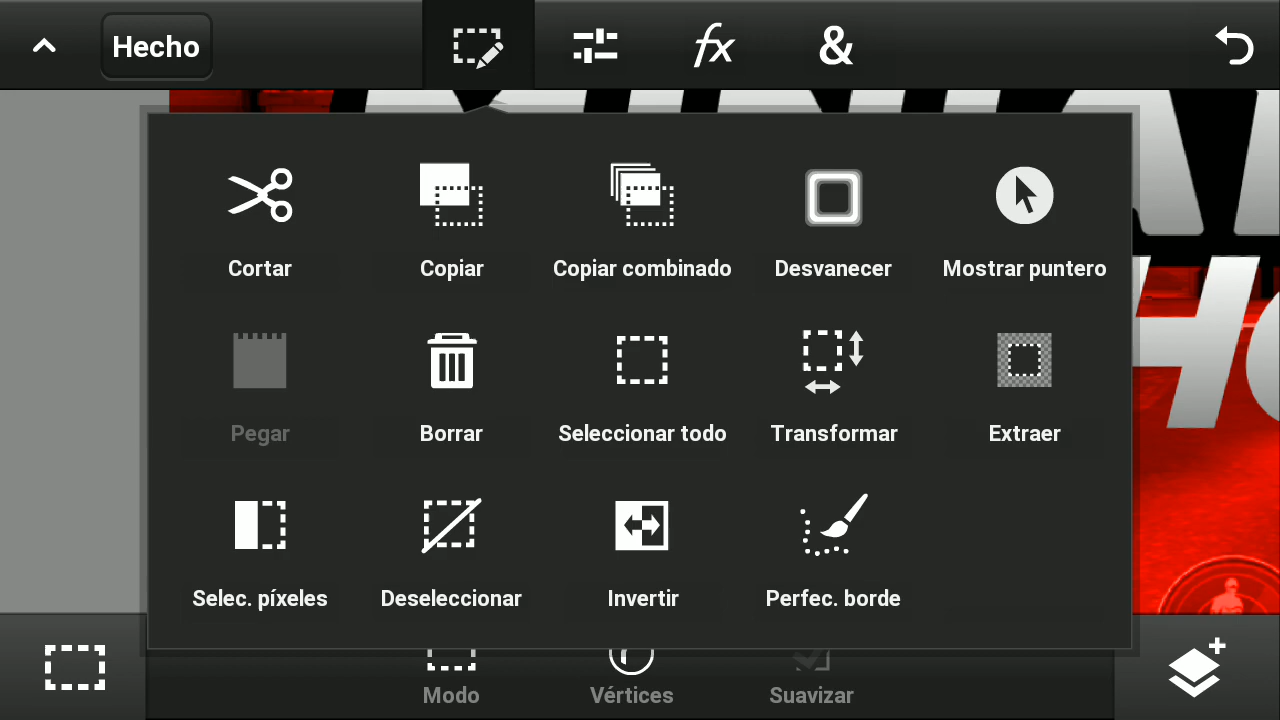 Hecho
fx
&
Cortar
Copiar
Copiar combinado
Desvanecer
Mostrar puntero
Pegar
Borrar
Seleccionar todo
Transformar
Extraer
Selec. píxeles
Deseleccionar
Invertir
Perfec. borde
Modo
Vértices
Suavizar